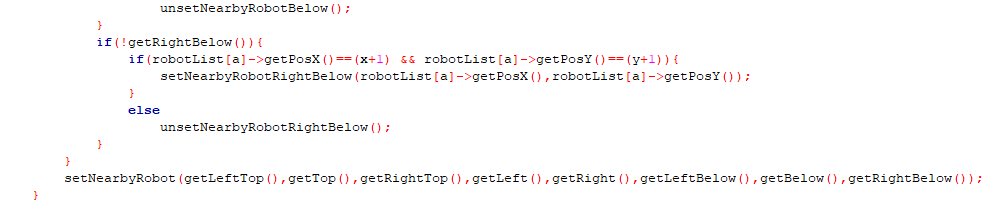 unsetNearbyRobotBelow();
}
if(!getRightBelow()){
if(robotList[a]->getPosX()==(x+1) && robotList[a]->getPosY()==(y+1)){
setNearbyRobotRightBelow(robotList[a]->getPosX(),robotList[a]->getPosY());
}
else
unsetNearbyRobotRightBelow();
}
}
setNearbyRobot(getLeftTop(),getTop(),getRightTop(),getLeft(),getRight(),getLeftBelow(),getBelow(),getRightBelow());
}